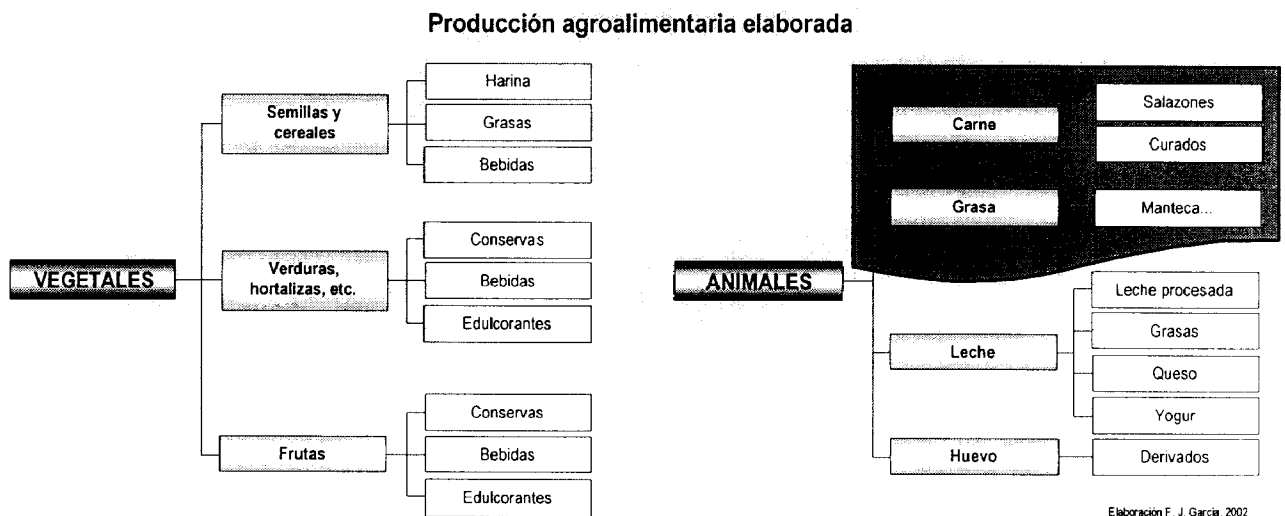 Producción agroalimentaria elaborada
VEGETALES
Semillas y
cereales
Harina
Grasas
Bebidas
Verduras,
hortalizas, etc.
Conservas
Bebidas
Edulcorantes
Frutas
Conservas
Bebidas
Edulcorantes
ANIMALES
Carne
Salazones
Curados
Grasa
Manteca...
Leche
Leche procesada
Grasas
Queso
Yogur
Huevo
Derivados
Elaboración F. J. García, 2002